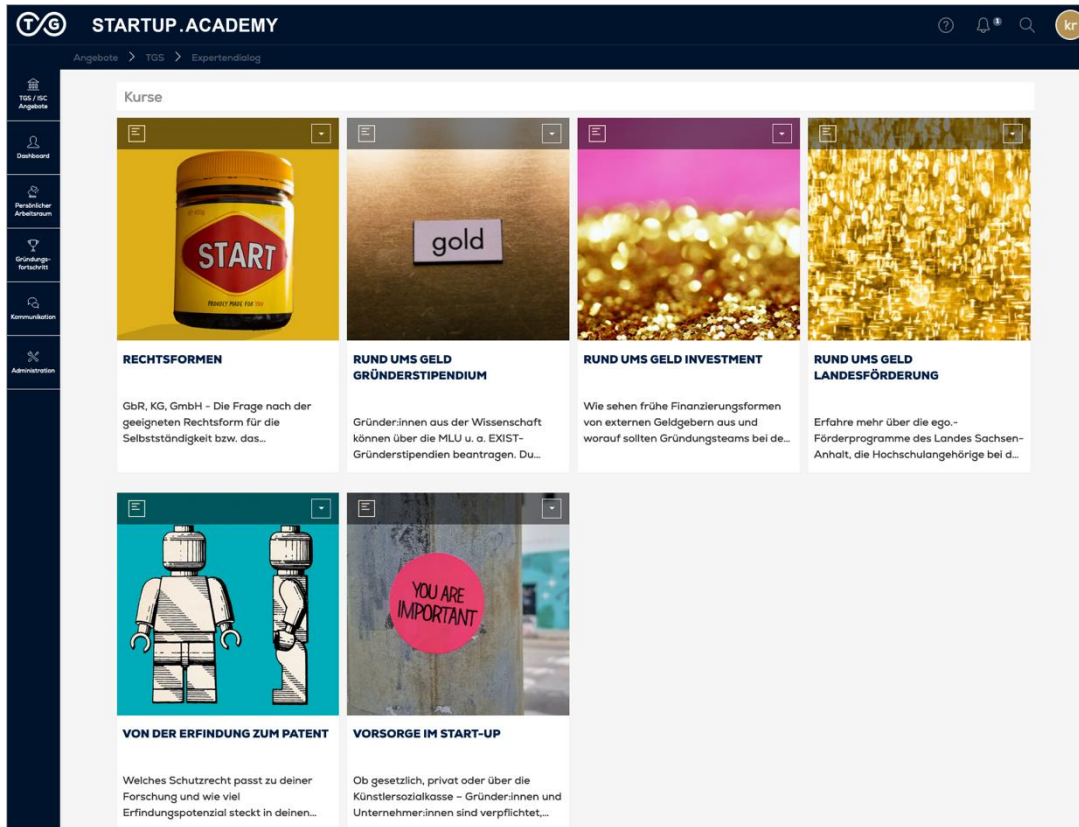 TG STARTUP.ACADEMY
kr
Angebote > TGS > Expertendialog
TGS / ISC
Angebote
Dashboard
Persönlicher
Arbeitsraum
Gründungs-
fortschritt
Kommunikation
Administration
Kurse
START
PROUDLY MADE FOR YOU
gold
RECHTSFORMEN
GbR, KG, GmbH - Die Frage nach der
geeigneten Rechtsform für die
Selbstständigkeit bzw. das...
RUND UMS GELD
GRÜNDERSTIPENDIUM
Gründer:innen aus der Wissenschaft
können über die MLU u. a. EXIST-
Gründerstipendien beantragen. Du...
RUND UMS GELD INVESTMENT
Wie sehen frühe Finanzierungsformen
von externen Geldgebern aus und
worauf sollten Gründungsteams bei de...
RUND UMS GELD
LANDESFÖRDERUNG
Erfahre mehr über die ego.-
Förderprogramme des Landes Sachsen-
Anhalt, die Hochschulangehörige bei d...
YOU ARE
IMPORTANT
VON DER ERFINDUNG ZUM PATENT
Welches Schutzrecht passt zu deiner
Forschung und wie viel
Erfindungspotenzial steckt in deinen...
VORSORGE IM START-UP
Ob gesetzlich, privat oder über die
Künstlersozialkasse – Gründer:innen und
Unternehmer:innen sind verpflichtet,...